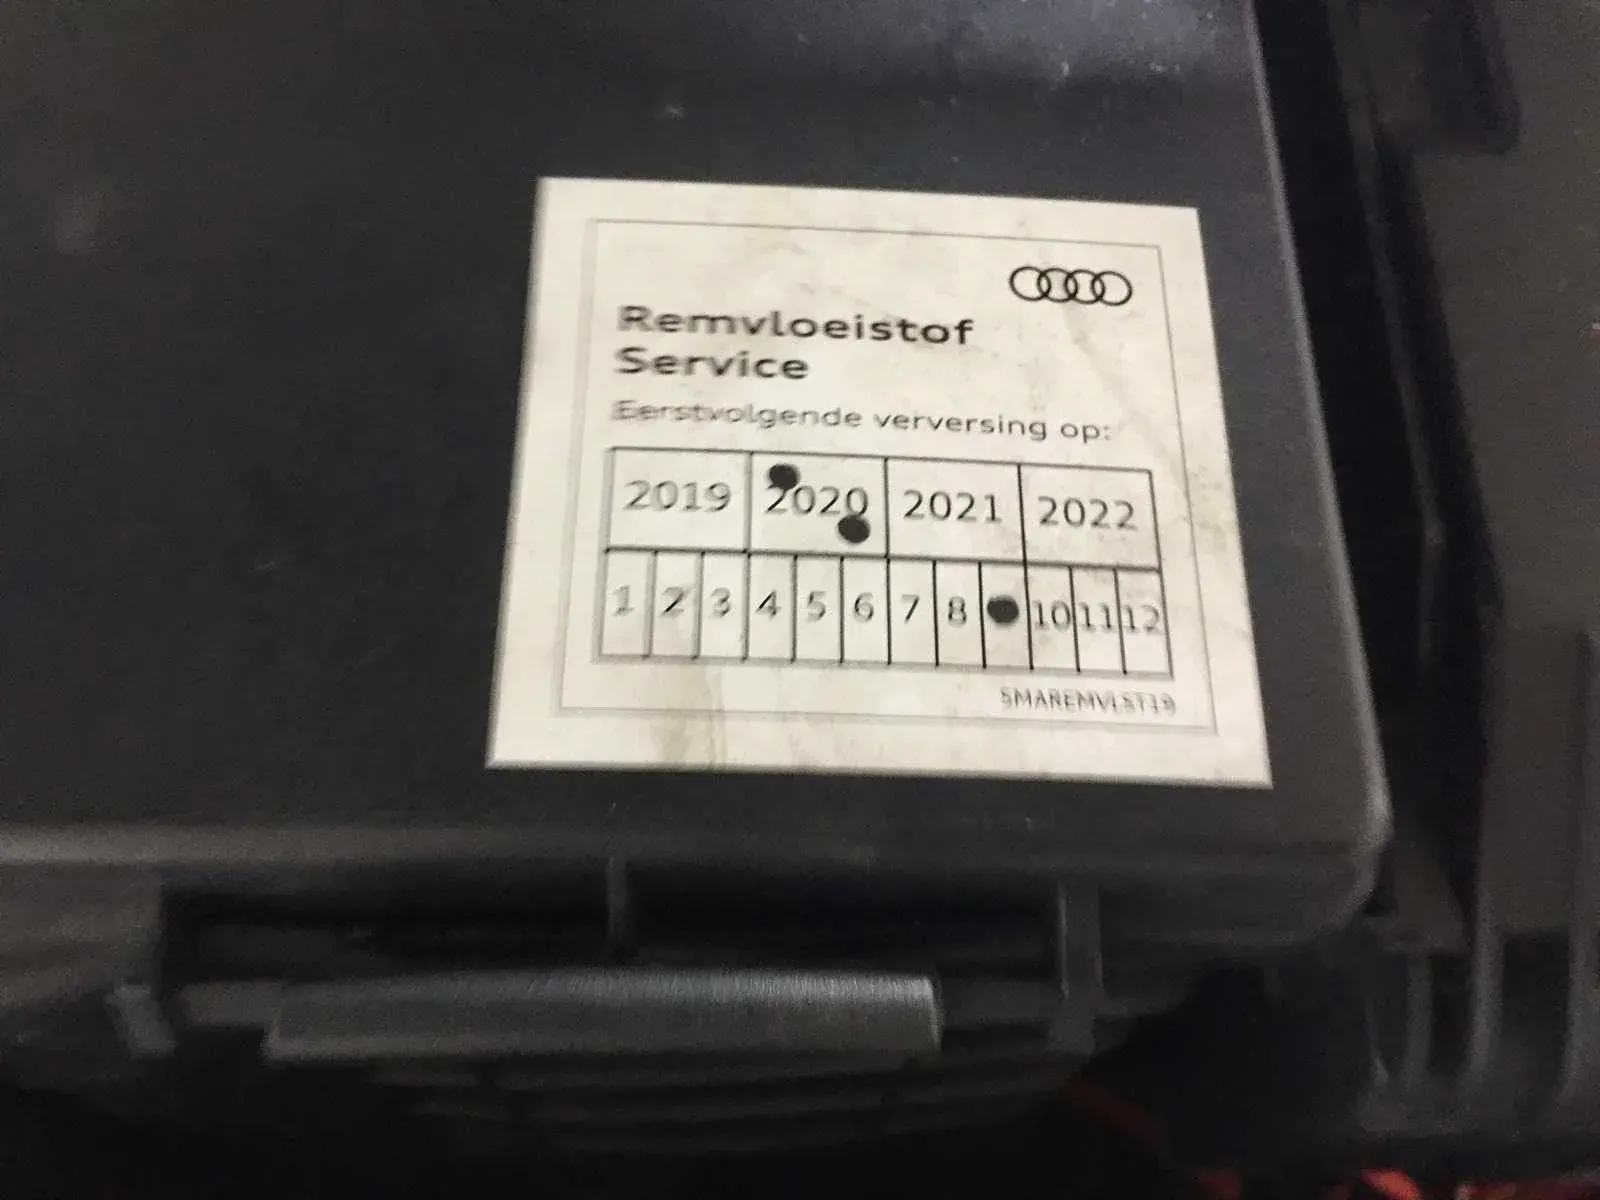 Remvloeistof
Service
Eerstvolgende verversing op:
2019 2020 2021 2022
1 2 3 4 5 6 7 8 10 11 12
SMAREMVLST19